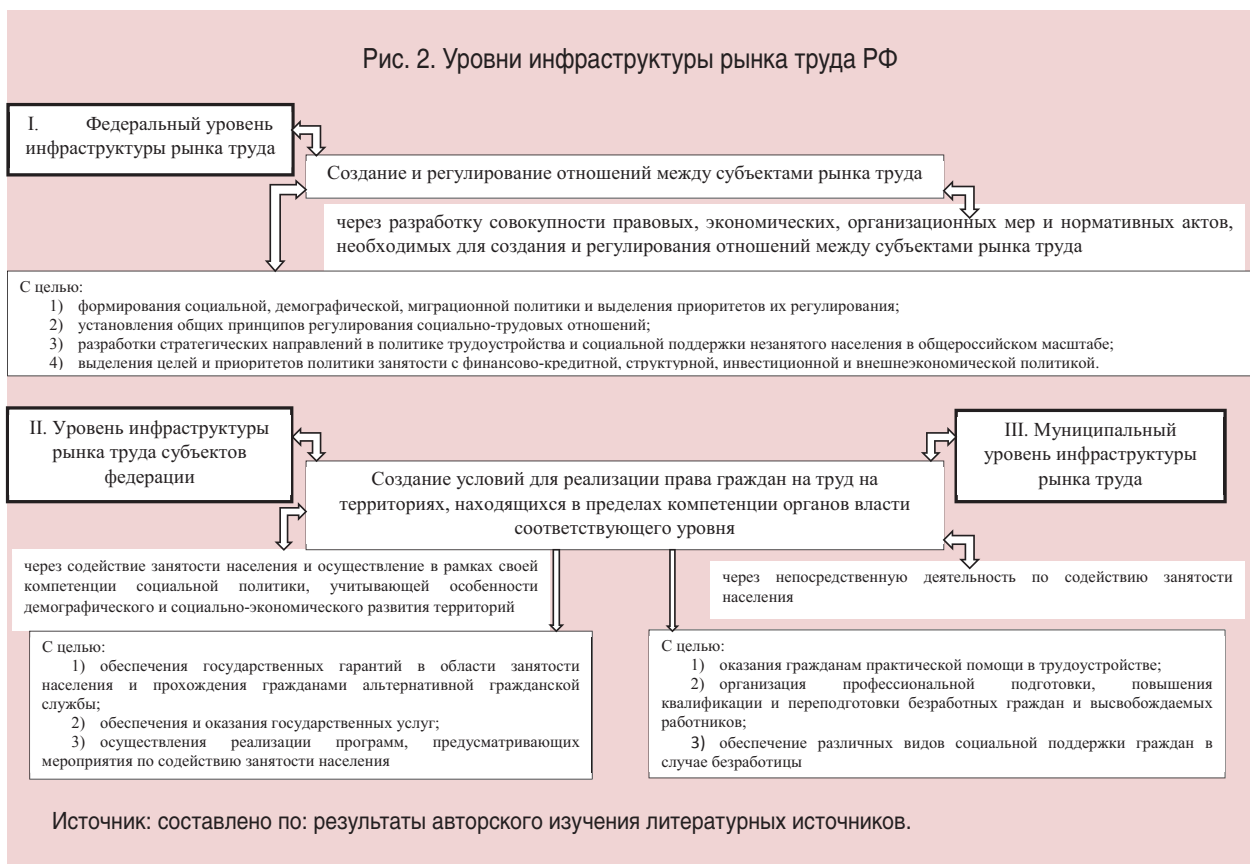 Рис. 2. Уровни инфраструктуры рынка труда РФ
I. Федеральный уровень
инфраструктуры рынка труда
Создание и регулирование отношений между субъектами рынка труда
через разработку совокупности правовых, экономических, организационных мер и нормативных актов,
необходимых для создания и регулирования отношений между субъектами рынка труда
С целью:
1) формирования социальной, демографической, миграционной политики и выделения приоритетов их регулирования;
2) установления общих принципов регулирования социально-трудовых отношений;
3) разработки стратегических направлений в политике трудоустройства и социальной поддержки незанятого населения в общероссийском масштабе;
4) выделения целей и приоритетов политики занятости с финансово-кредитной, структурной, инвестиционной и внешнеэкономической политикой.
II. Уровень инфраструктуры
рынка труда субъектов
федерации
III. Муниципальный
уровень инфраструктуры
рынка труда
Создание условий для реализации права граждан на труд на
территориях, находящихся в пределах компетенции органов власти
соответствующего уровня
через содействие занятости населения и осуществление в рамках своей
компетенции социальной политики, учитывающей особенности
демографического и социально-экономического развития территорий
через непосредственную деятельность по содействию занятости
населения
С целью:
1) обеспечения государственных гарантий в области занятости
населения и прохождения гражданами альтернативной гражданской
службы;
2) обеспечения и оказания государственных услуг;
3) осуществления реализации программ, предусматривающих
мероприятия по содействию занятости населения
С целью:
1) оказания гражданам практической помощи в трудоустройстве;
2) организация профессиональной подготовки, повышения
квалификации и переподготовки безработных граждан и высвобождаемых
работников;
3) обеспечение различных видов социальной поддержки граждан в
случае безработицы
Источник: составлено по: результаты авторского изучения литературных источников.